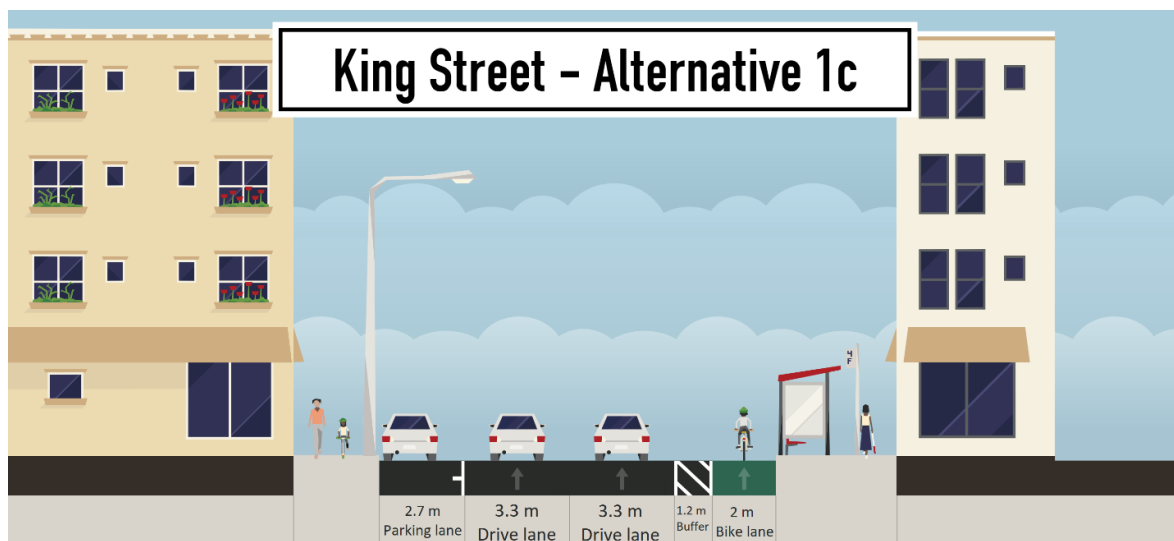 King Street – Alternative 1c
4
F
2.7 m
Parking lane
3.3 m
Drive lane
3.3 m
Drive lane
1.2 m
Buffer
2 m
Bike lane